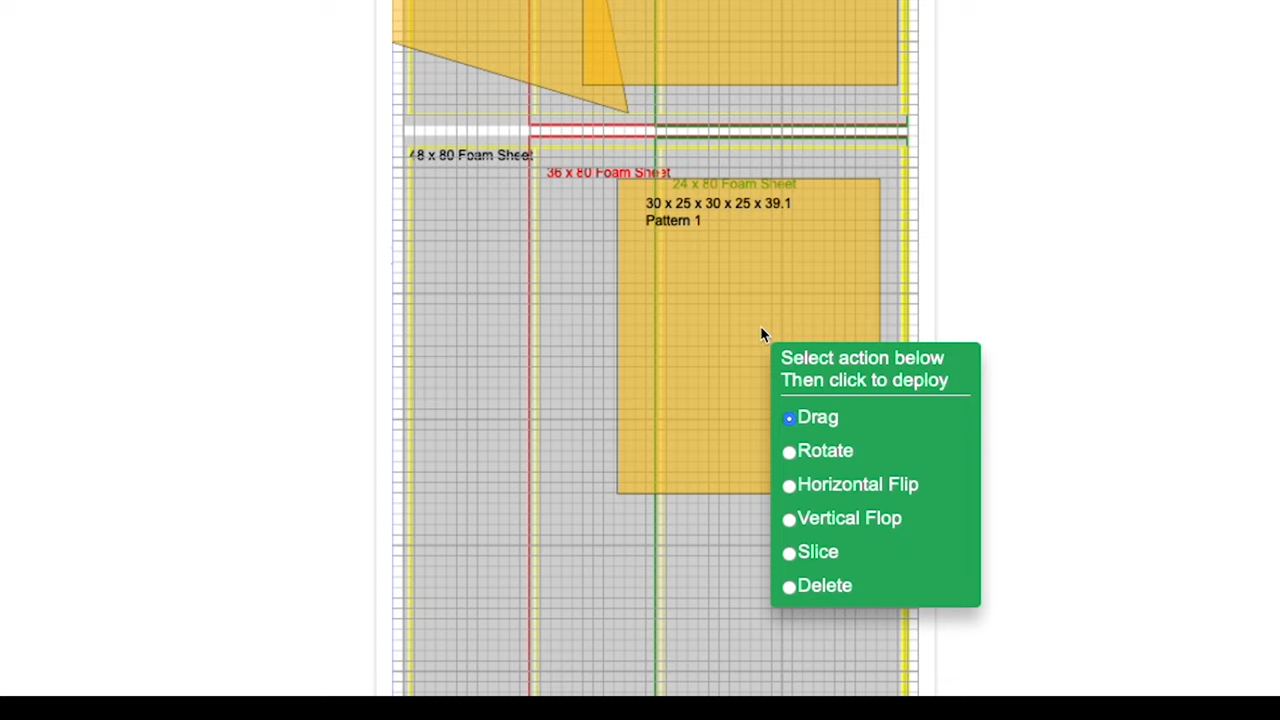 48 x 80 Foam Sheet
36 x 80 Foam Sheet
24 x 80 Foam Sheet
30 x 25 x 30 x 25 x 39.1
Pattern 1
Select action below
Then click to deploy
Drag
Rotate
Horizontal Flip
Vertical Flop
Slice
Delete